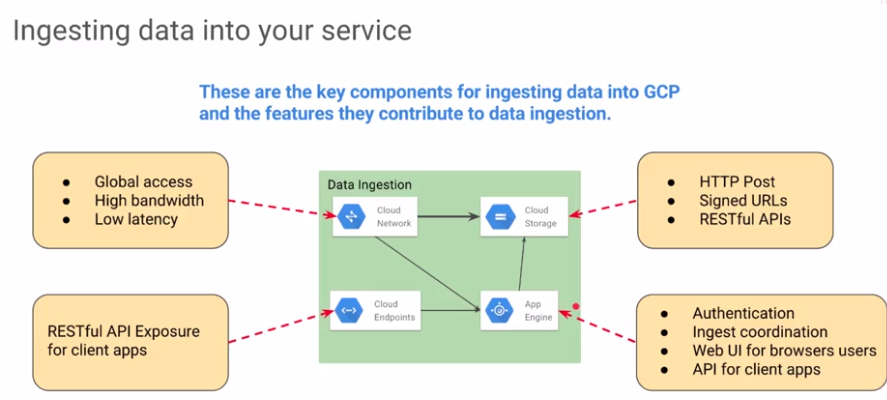 Ingesting data into your service
These are the key components for ingesting data into GCP
and the features they contribute to data ingestion.
● Global access
● High bandwidth
● Low latency
Data Ingestion
Cloud
Network
Cloud
Storage
● HTTP Post
● Signed URLs
● RESTful APIs
RESTful API Exposure
for client apps
Cloud
Endpoints
App
Engine
● Authentication
● Ingest coordination
● Web UI for browsers users
● API for client apps